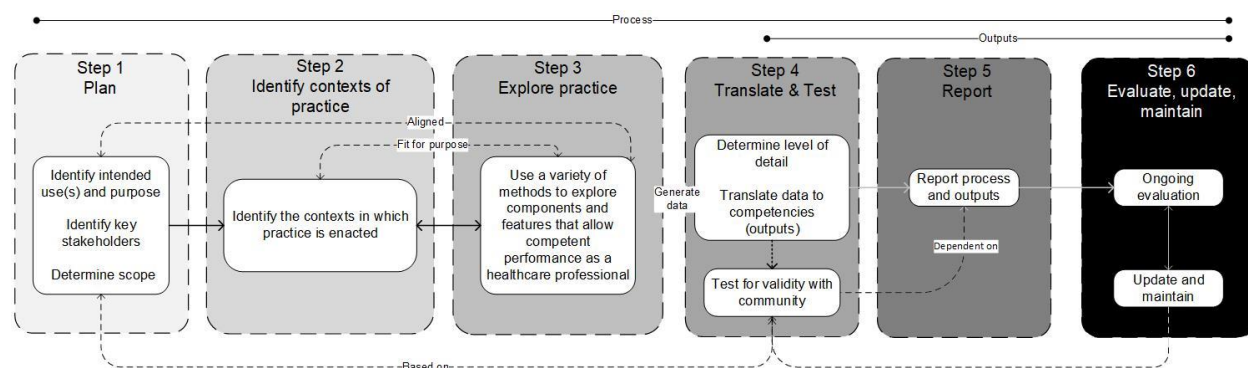 Process
Outputs
Step 1
Plan
Step 2
Identify contexts of
practice
Step 3
Explore practice
Step 4
Translate & Test
Step 5
Report
Step 6
Evaluate, update,
maintain
Aligned
Fit for purpose
Identify intended
use(s) and purpose
Identify key
stakeholders
Determine scope
Identify the contexts in which
practice is enacted
Use a variety of
methods to explore
components and
features that allow
competent
performance as a
healthcare professional
Generate
data
Determine level of
detail
Translate data to
competencies
(outputs)
Test for validity with
community
Report process
and outputs
Dependent on
Ongoing
evaluation
Update and
maintain
Based on